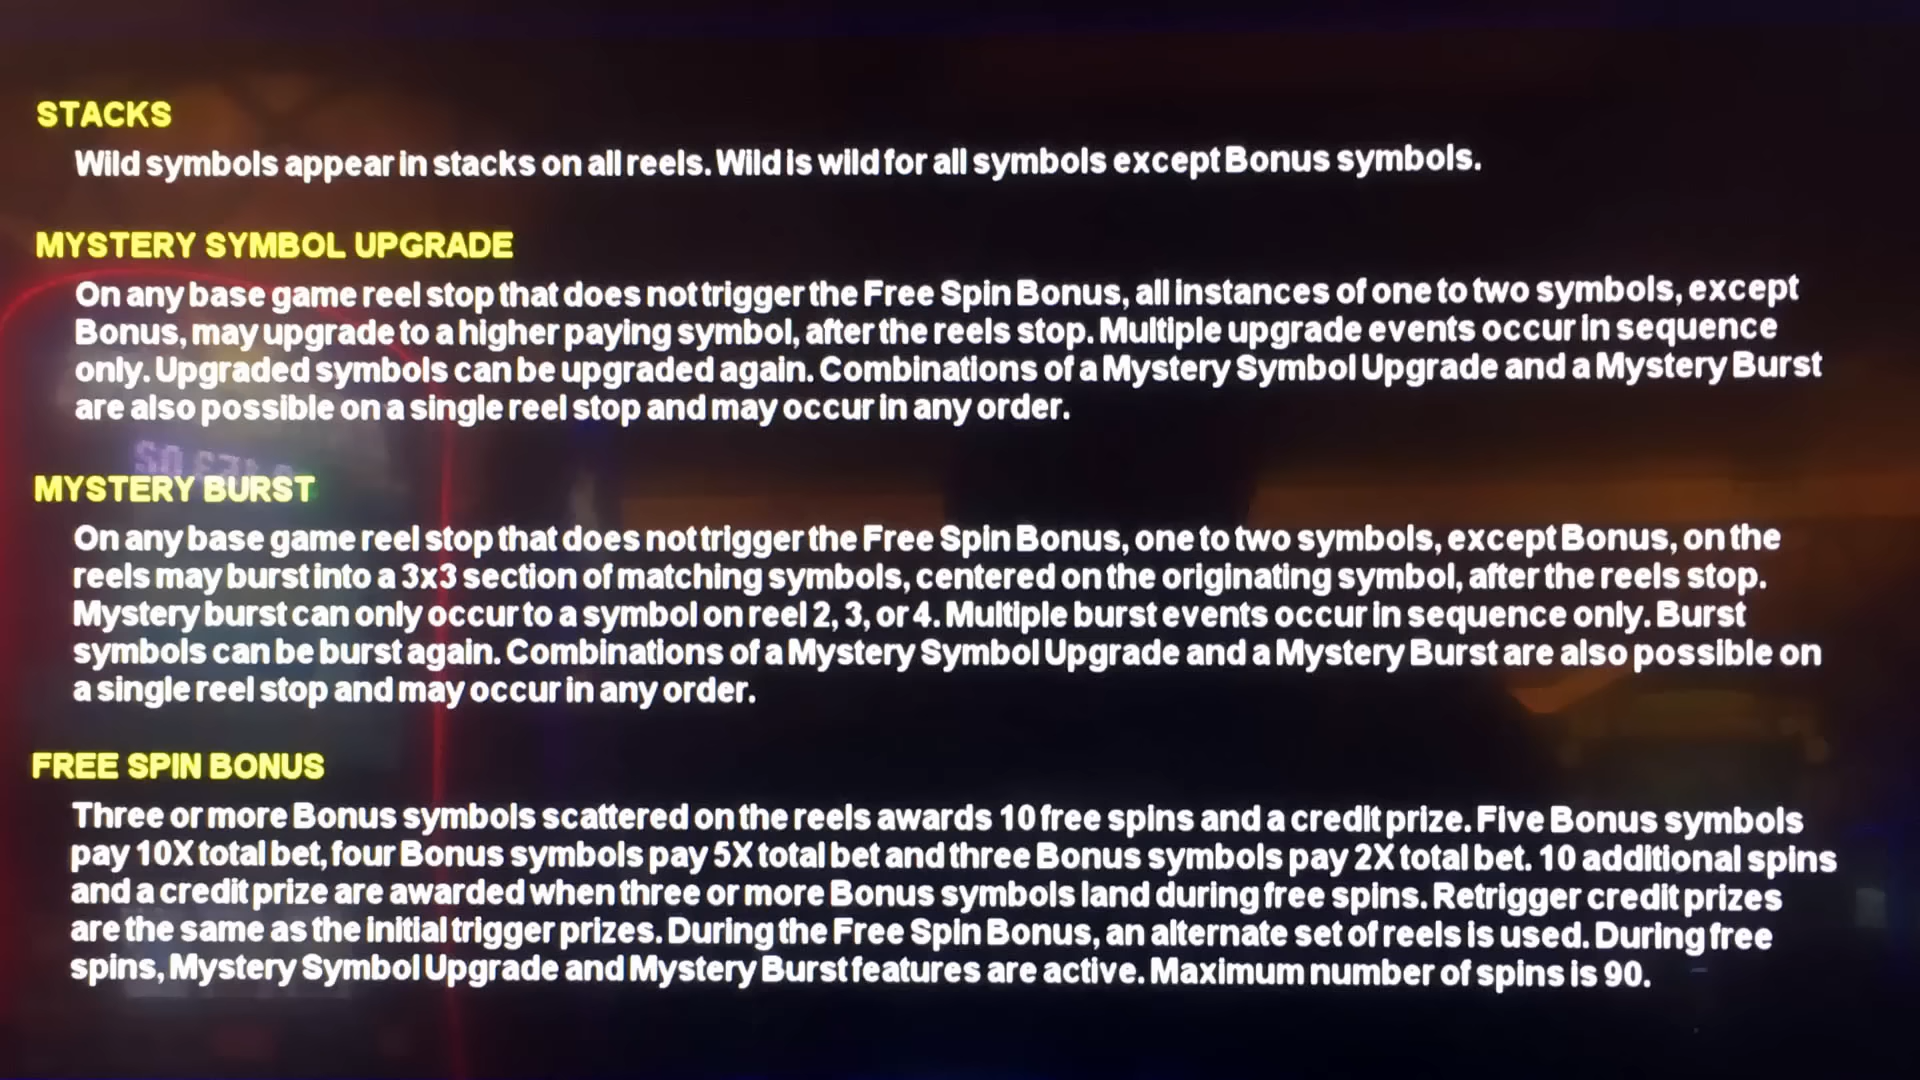 STACKS
Wild symbols appear in stacks on all reels. Wild is wild for all symbols except Bonus symbols.
MYSTERY SYMBOL UPGRADE
On any base game reel stop that does not trigger the Free Spin Bonus, all instances of one to two symbols, except
Bonus, may upgrade to a higher paying symbol, after the reels stop. Multiple upgrade events occur in sequence
only. Upgraded symbols can be upgraded again. Combinations of a Mystery Symbol Upgrade and a Mystery Burst
are also possible on a single reel stop and may occur in any order.
MYSTERY BURST
On any base game reel stop that does not trigger the Free Spin Bonus, one to two symbols, except Bonus, on the
reels may burst into a 3x3 section of matching symbols, centered on the originating symbol, after the reels stop.
Mystery burst can only occur to a symbol on reel 2, 3, or 4. Multiple burst events occur in sequence only. Burst
symbols can be burst again. Combinations of a Mystery Symbol Upgrade and a Mystery Burst are also possible on
a single reel stop and may occur in any order.
FREE SPIN BONUS
Three or more Bonus symbols scattered on the reels awards 10 free spins and a credit prize. Five Bonus symbols
pay 10X total bet, four Bonus symbols pay 5X total bet and three Bonus symbols pay 2X total bet. 10 additional spins
and a credit prize are awarded when three or more Bonus symbols land during free spins. Retrigger credit prizes
are the same as the initial trigger prizes. During the Free Spin Bonus, an alternate set of reels is used. During free
spins, Mystery Symbol Upgrade and Mystery Burst features are active. Maximum number of spins is 90.